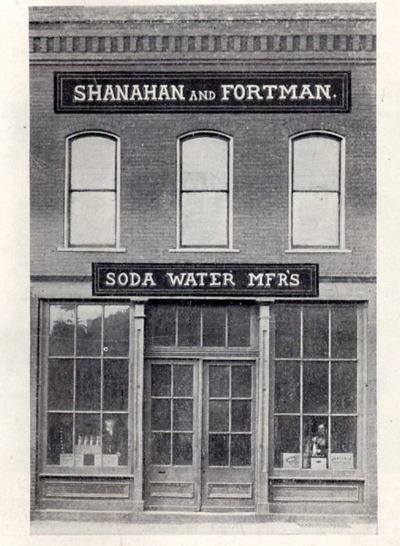 SHANAHAN AND FORTMAN.
SODA WATER MFR'S